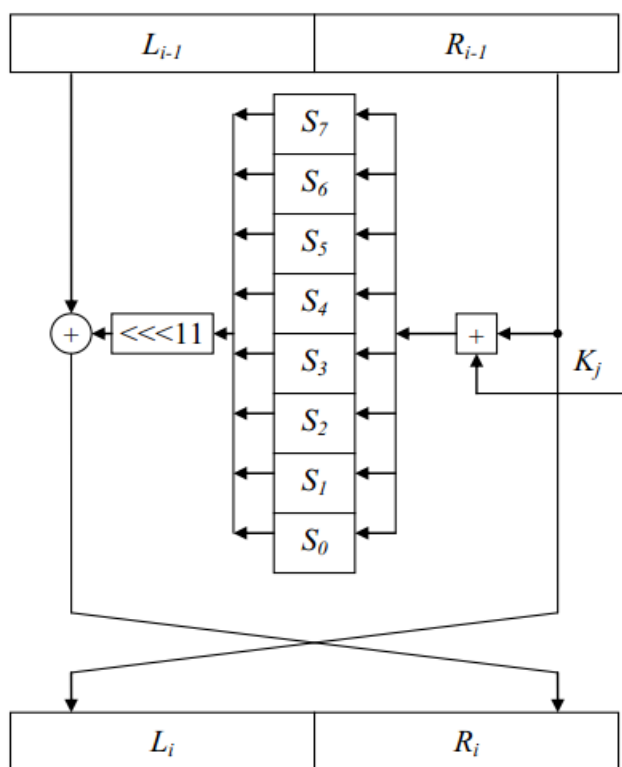 L_{i-1} R_{i-1}
S_7
S_6
S_5
S_4
+ <<<11 +
S_3
K_j
S_2
S_1
S_0
L_i R_i